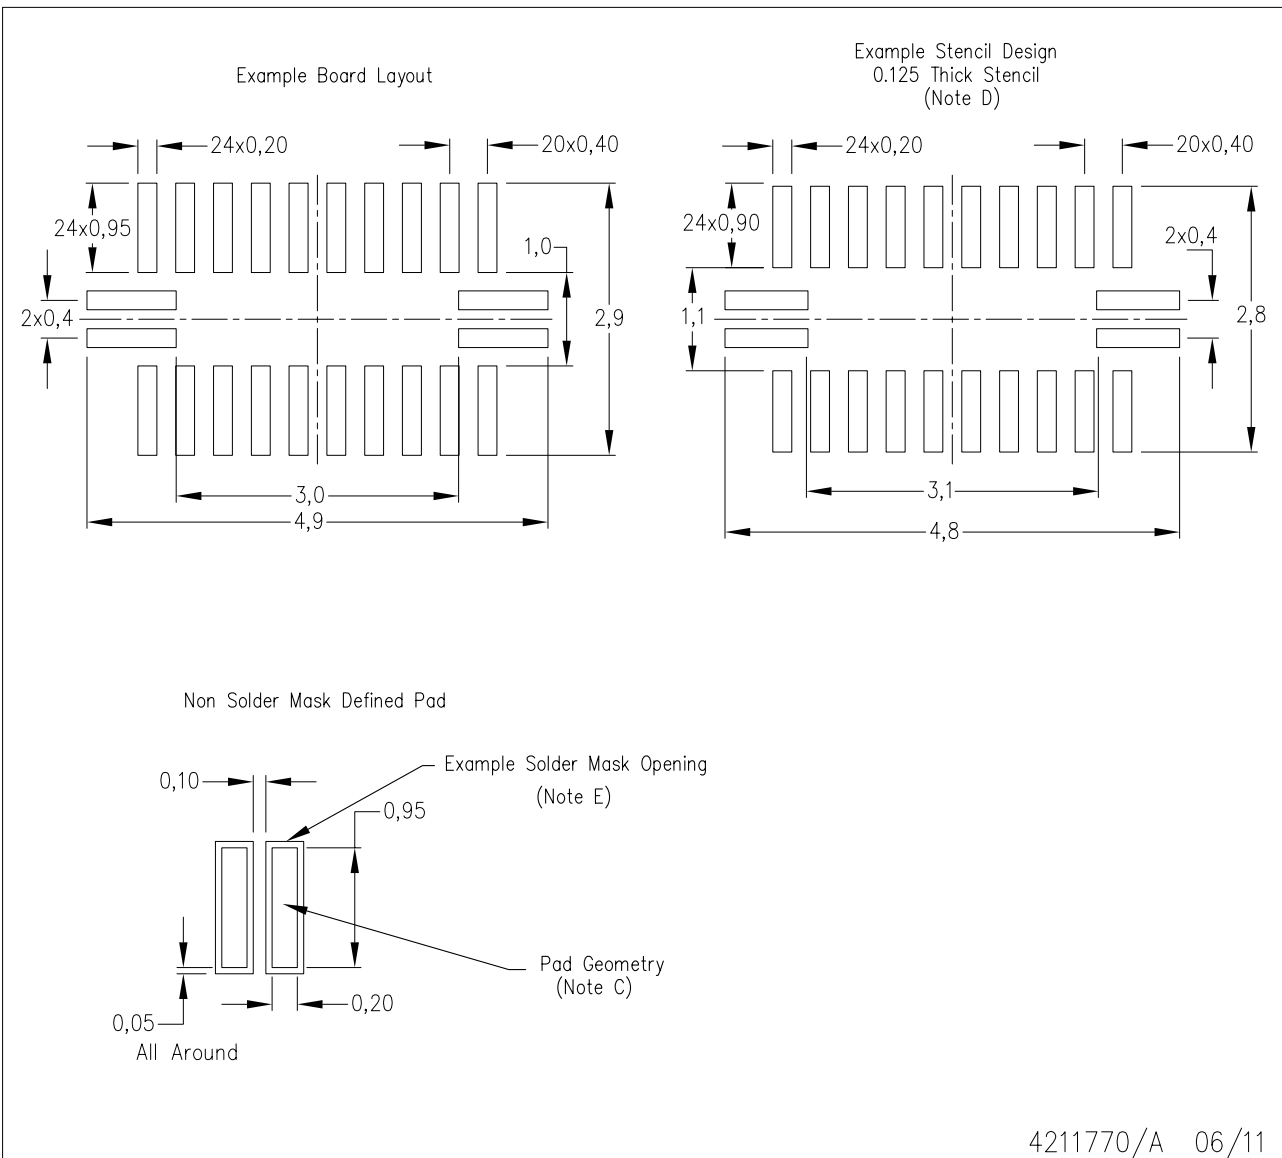 Example Board Layout
24x0,20
20x0,40
24x0,95
1,0
2x0,4
2,9
3,0
4,9
Example Stencil Design
0.125 Thick Stencil
(Note D)
24x0,20
20x0,40
24x0,90
2x0,4
1,1
2,8
3,1
4,8
Non Solder Mask Defined Pad
0,10
Example Solder Mask Opening
(Note E)
0,95
Pad Geometry
(Note C)
0,20
0,05
All Around
4211770/A 06/11